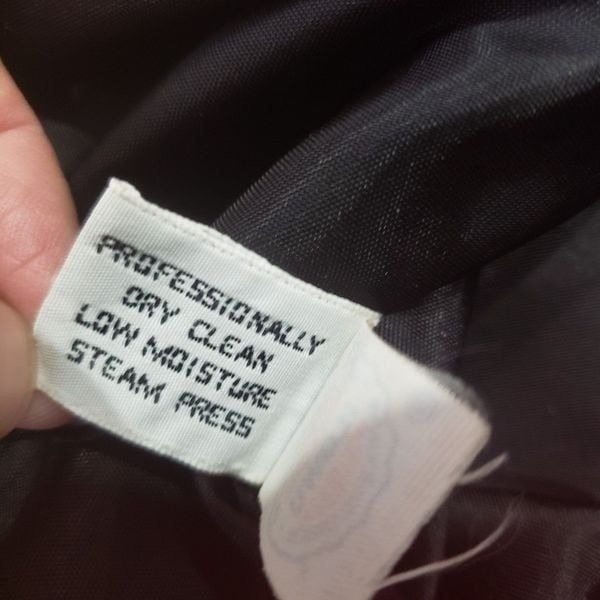 PROFESSIONALLY
DRY CLEAN
LOW MOISTURE
STEAM PRESS